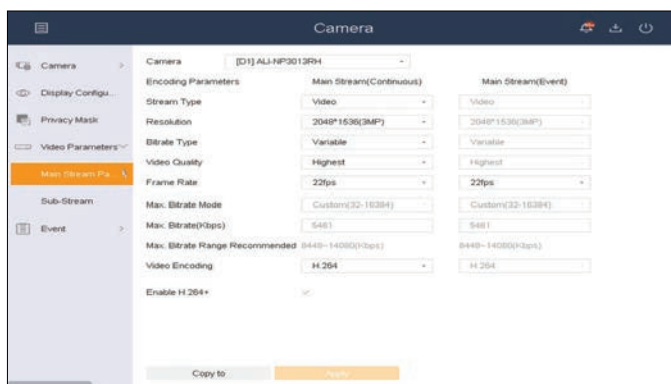 Camera
Camera >
Display Configu...
Privacy Mask
Video Parameters
Main Stream Pa...
Sub-Stream
Event >
Camera [D1] ALI-NP3013RH
Encoding Parameters Main Stream(Continuous) Main Stream(Event)
Stream Type Video Video
Resolution 2048*1536(3MP) 2048*1536(3MP)
Bitrate Type Variable Variable
Video Quality Highest Highest
Frame Rate 22fps 22fps
Max. Bitrate Mode Custom(32-16384) Custom(32-16384)
Max. Bitrate(Kbps) 5461 5461
Max. Bitrate Range Recommended 8448~14080(Kbps) 8448~14080(Kbps)
Video Encoding H.264 H.264
Enable H.264+
Copy to Apply